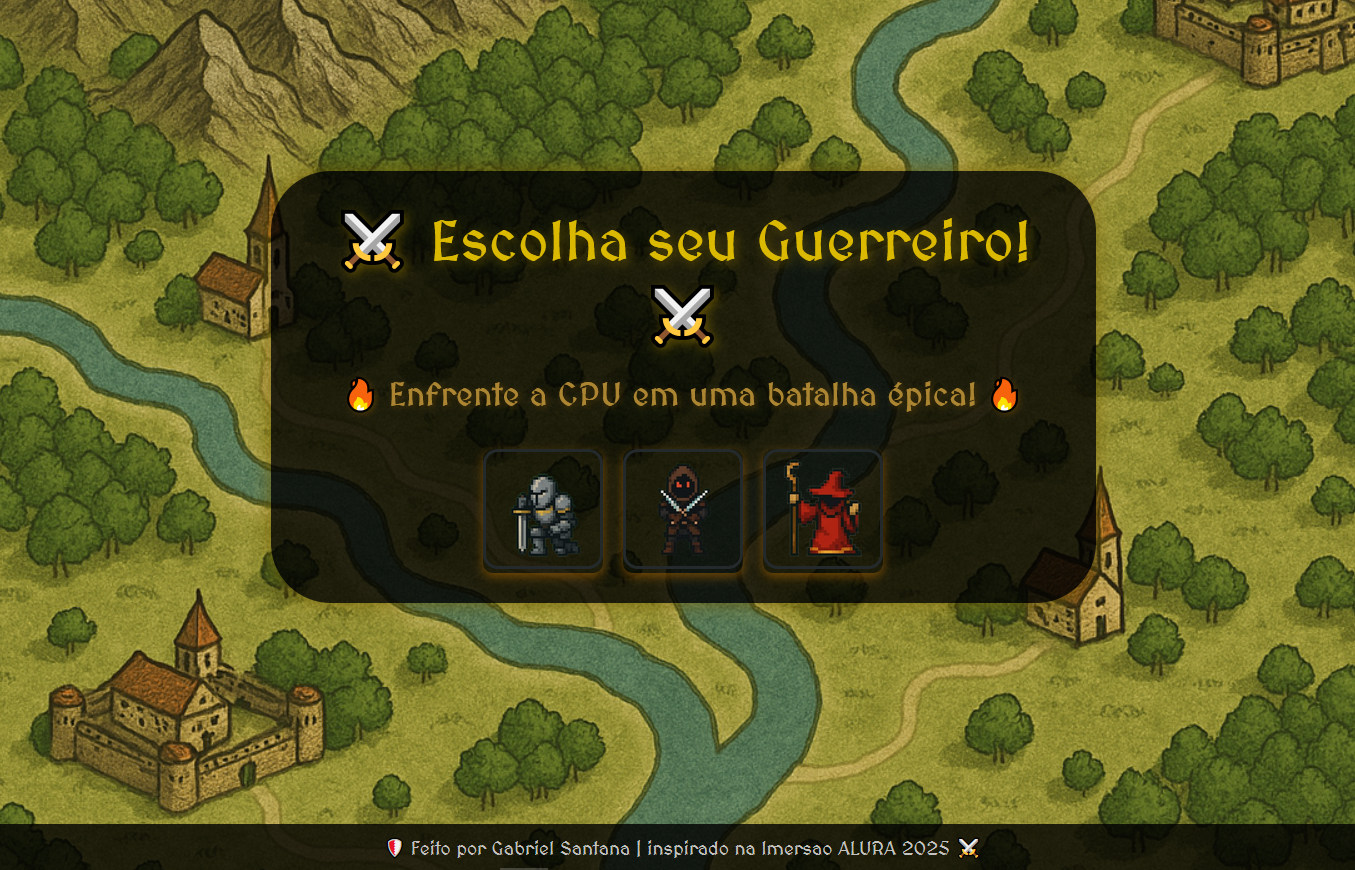 ⚔️ Escolha seu Guerreiro!
⚔️
🔥 Enfrente a CPU em uma batalha épica! 🔥
🛡️ Feito por Gabriel Santana | inspirado na Imersao ALURA 2025 ⚔️